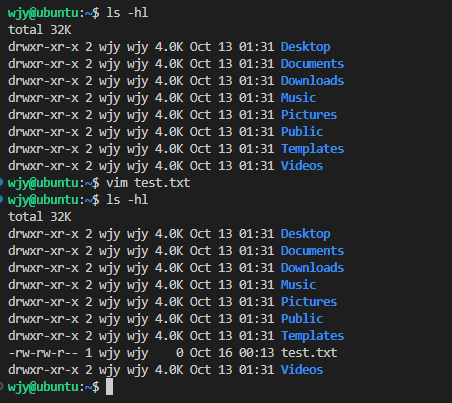 wjy@ubuntu:~$ ls -hl
total 32K
drwxr-xr-x 2 wjy wjy 4.0K Oct 13 01:31 Desktop
drwxr-xr-x 2 wjy wjy 4.0K Oct 13 01:31 Documents
drwxr-xr-x 2 wjy wjy 4.0K Oct 13 01:31 Downloads
drwxr-xr-x 2 wjy wjy 4.0K Oct 13 01:31 Music
drwxr-xr-x 2 wjy wjy 4.0K Oct 13 01:31 Pictures
drwxr-xr-x 2 wjy wjy 4.0K Oct 13 01:31 Public
drwxr-xr-x 2 wjy wjy 4.0K Oct 13 01:31 Templates
drwxr-xr-x 2 wjy wjy 4.0K Oct 13 01:31 Videos
wjy@ubuntu:~$ vim test.txt
wjy@ubuntu:~$ ls -hl
total 32K
drwxr-xr-x 2 wjy wjy 4.0K Oct 13 01:31 Desktop
drwxr-xr-x 2 wjy wjy 4.0K Oct 13 01:31 Documents
drwxr-xr-x 2 wjy wjy 4.0K Oct 13 01:31 Downloads
drwxr-xr-x 2 wjy wjy 4.0K Oct 13 01:31 Music
drwxr-xr-x 2 wjy wjy 4.0K Oct 13 01:31 Pictures
drwxr-xr-x 2 wjy wjy 4.0K Oct 13 01:31 Public
drwxr-xr-x 2 wjy wjy 4.0K Oct 13 01:31 Templates
-rw-rw-r-- 1 wjy wjy    0 Oct 16 00:13 test.txt
drwxr-xr-x 2 wjy wjy 4.0K Oct 13 01:31 Videos
wjy@ubuntu:~$